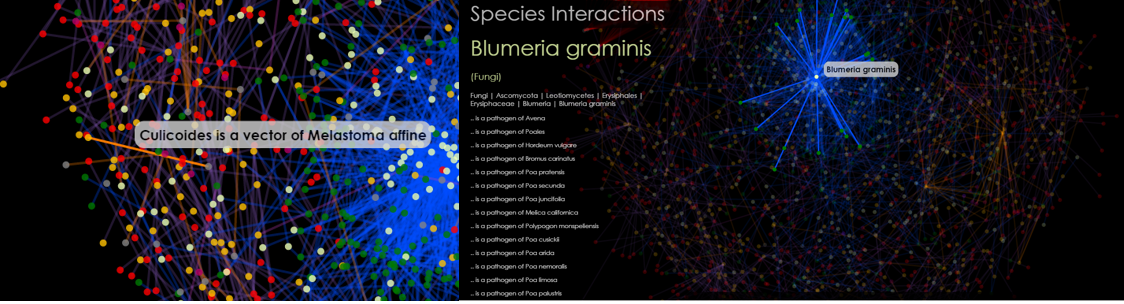 Culicoides is a vector of Melastoma affine
Species Interactions
Blumeria graminis
(Fungi)
Fungi | Ascomycota | Leotiomycetes | Erysiphales |
Erysiphaceae | Blumeria | Blumeria graminis
.. is a pathogen of Avena
.. is a pathogen of Poales
.. is a pathogen of Hordeum vulgare
.. is a pathogen of Bromus carinatus
.. is a pathogen of Poa pratensis
.. is a pathogen of Poa secunda
.. is a pathogen of Poa juncifolia
.. is a pathogen of Melica californica
.. is a pathogen of Polypogon monspeliensis
.. is a pathogen of Poa cusickii
.. is a pathogen of Poa arida
.. is a pathogen of Poa nemoralis
.. is a pathogen of Poa limosa
.. is a pathogen of Poa palustris
Blumeria graminis